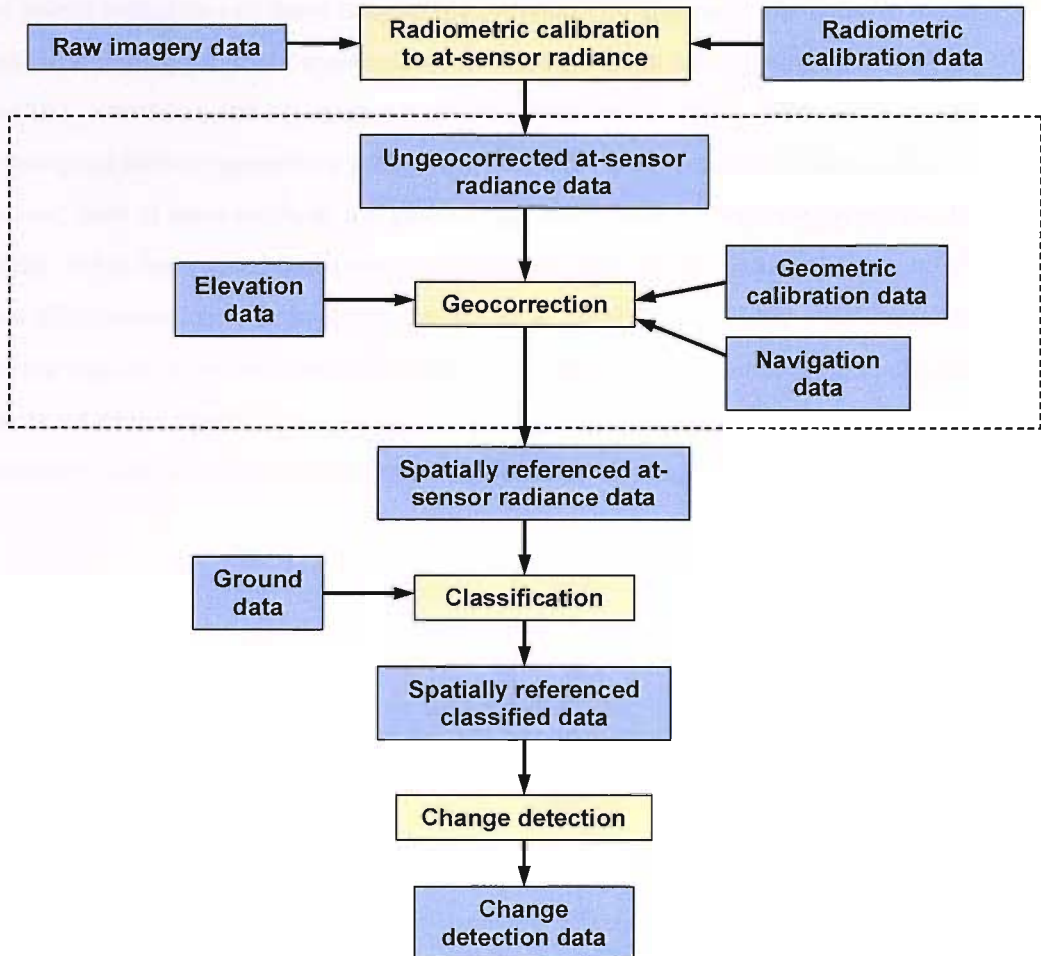 Raw imagery data
Radiometric calibration
to at-sensor radiance
Radiometric
calibration data
Ungeocorrected at-sensor
radiance data
Elevation
data
Geocorrection
Geometric
calibration data
Navigation
data
Spatially referenced at-
sensor radiance data
Ground
data
Classification
Spatially referenced
classified data
Change detection
Change
detection data